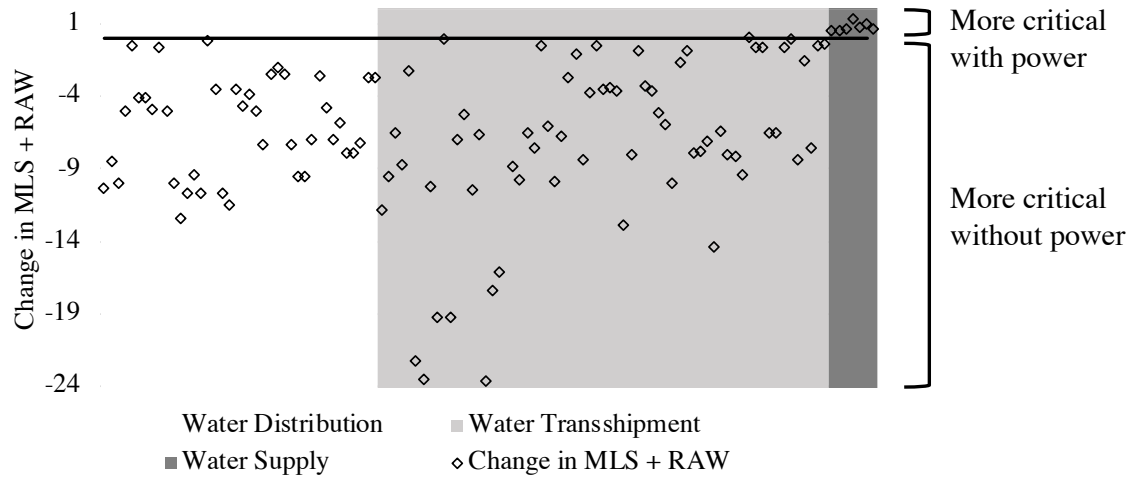 1
-4
-9
-14
-19
-24
Change in MLS + RAW
More critical
with power
More critical
without power
Water Distribution
Water Transshipment
Water Supply
Change in MLS + RAW